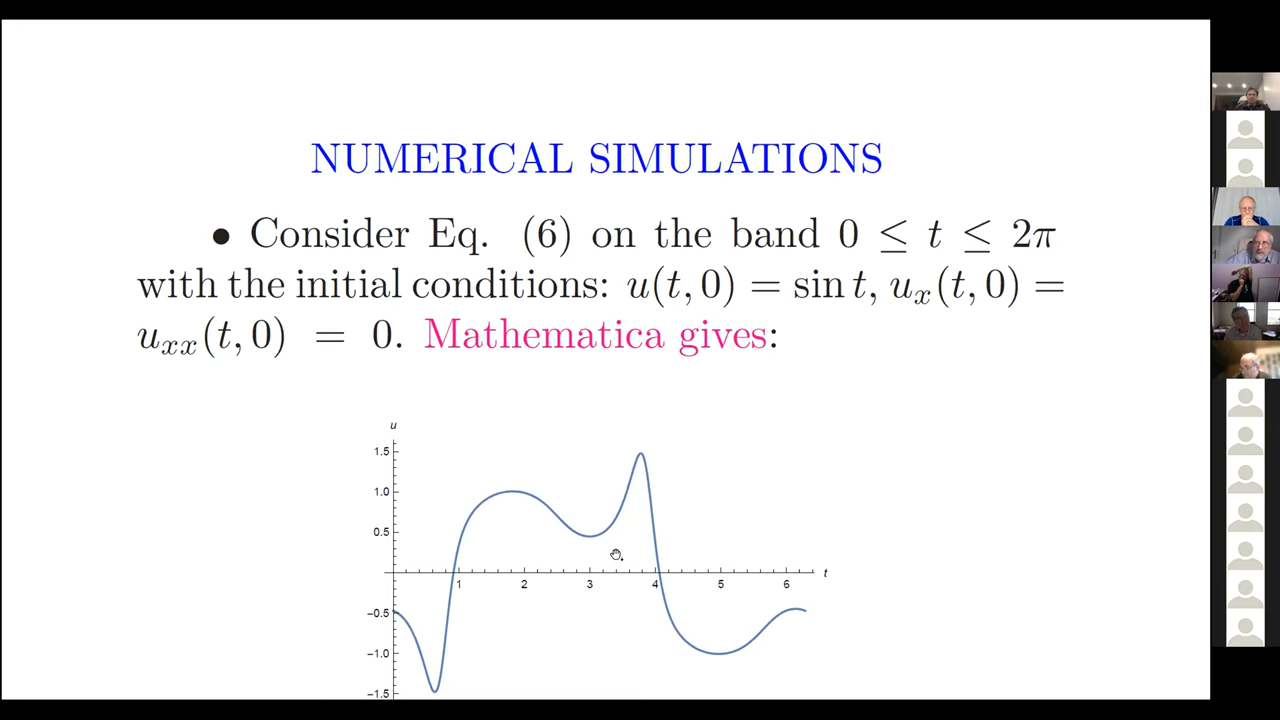 NUMERICAL SIMULATIONS
• Consider Eq. (6) on the band 0 ≤ t ≤ 2π
with the initial conditions: u(t, 0) = sin t, uₓ(t, 0) =
uₓₓ(t, 0) = 0. Mathematica gives:
u
1.5
1.0
0.5
1 2 3 4 5 6 t
−0.5
−1.0
−1.5